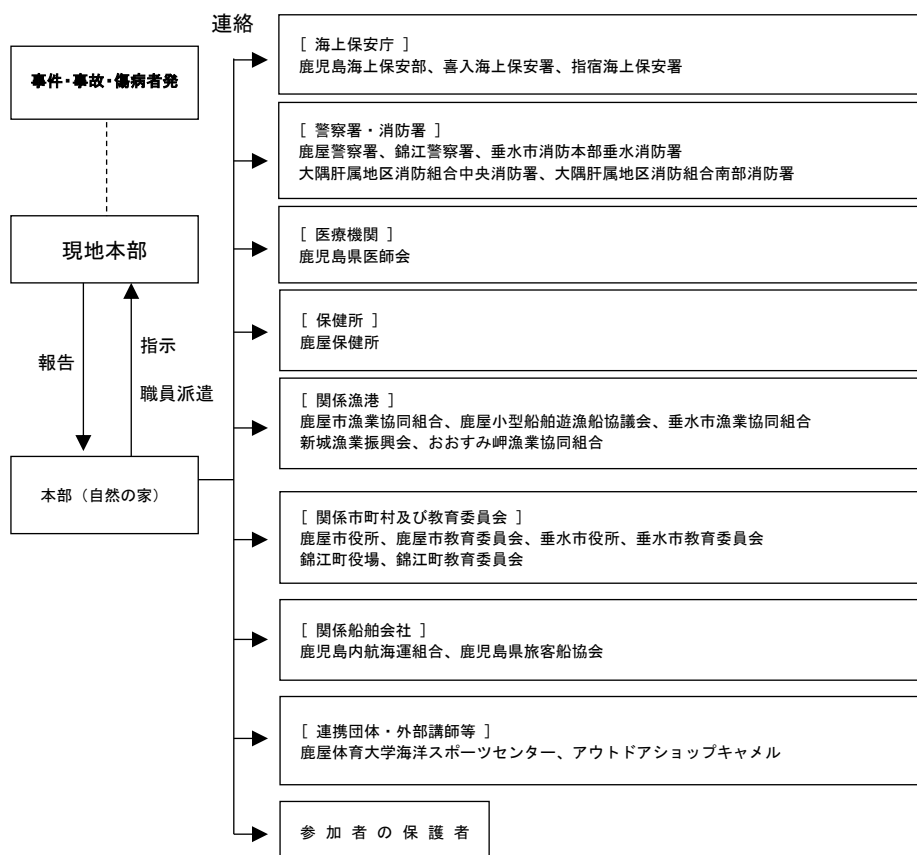 連絡
事件・事故・傷病者発
現地本部
報告
指示
職員派遣
本部（自然の家）
[ 海上保安庁 ]
鹿児島海上保安部、喜入海上保安署、指宿海上保安署
[ 警察署・消防署 ]
鹿屋警察署、錦江警察署、垂水市消防本部垂水消防署
大隅肝属地区消防組合中央消防署、大隅肝属地区消防組合南部消防署
[ 医療機関 ]
鹿児島県医師会
[ 保健所 ]
鹿屋保健所
[ 関係漁港 ]
鹿屋市漁業協同組合、鹿屋小型船舶遊漁船協議会、垂水市漁業協同組合
新城漁業振興会、おおすみ岬漁業協同組合
[ 関係市町村及び教育委員会 ]
鹿屋市役所、鹿屋市教育委員会、垂水市役所、垂水市教育委員会
錦江町役場、錦江町教育委員会
[ 関係船舶会社 ]
鹿児島内航海運組合、鹿児島県旅客船協会
[ 連携団体・外部講師等 ]
鹿屋体育大学海洋スポーツセンター、アウトドアショップキャメル
参加者の保護者